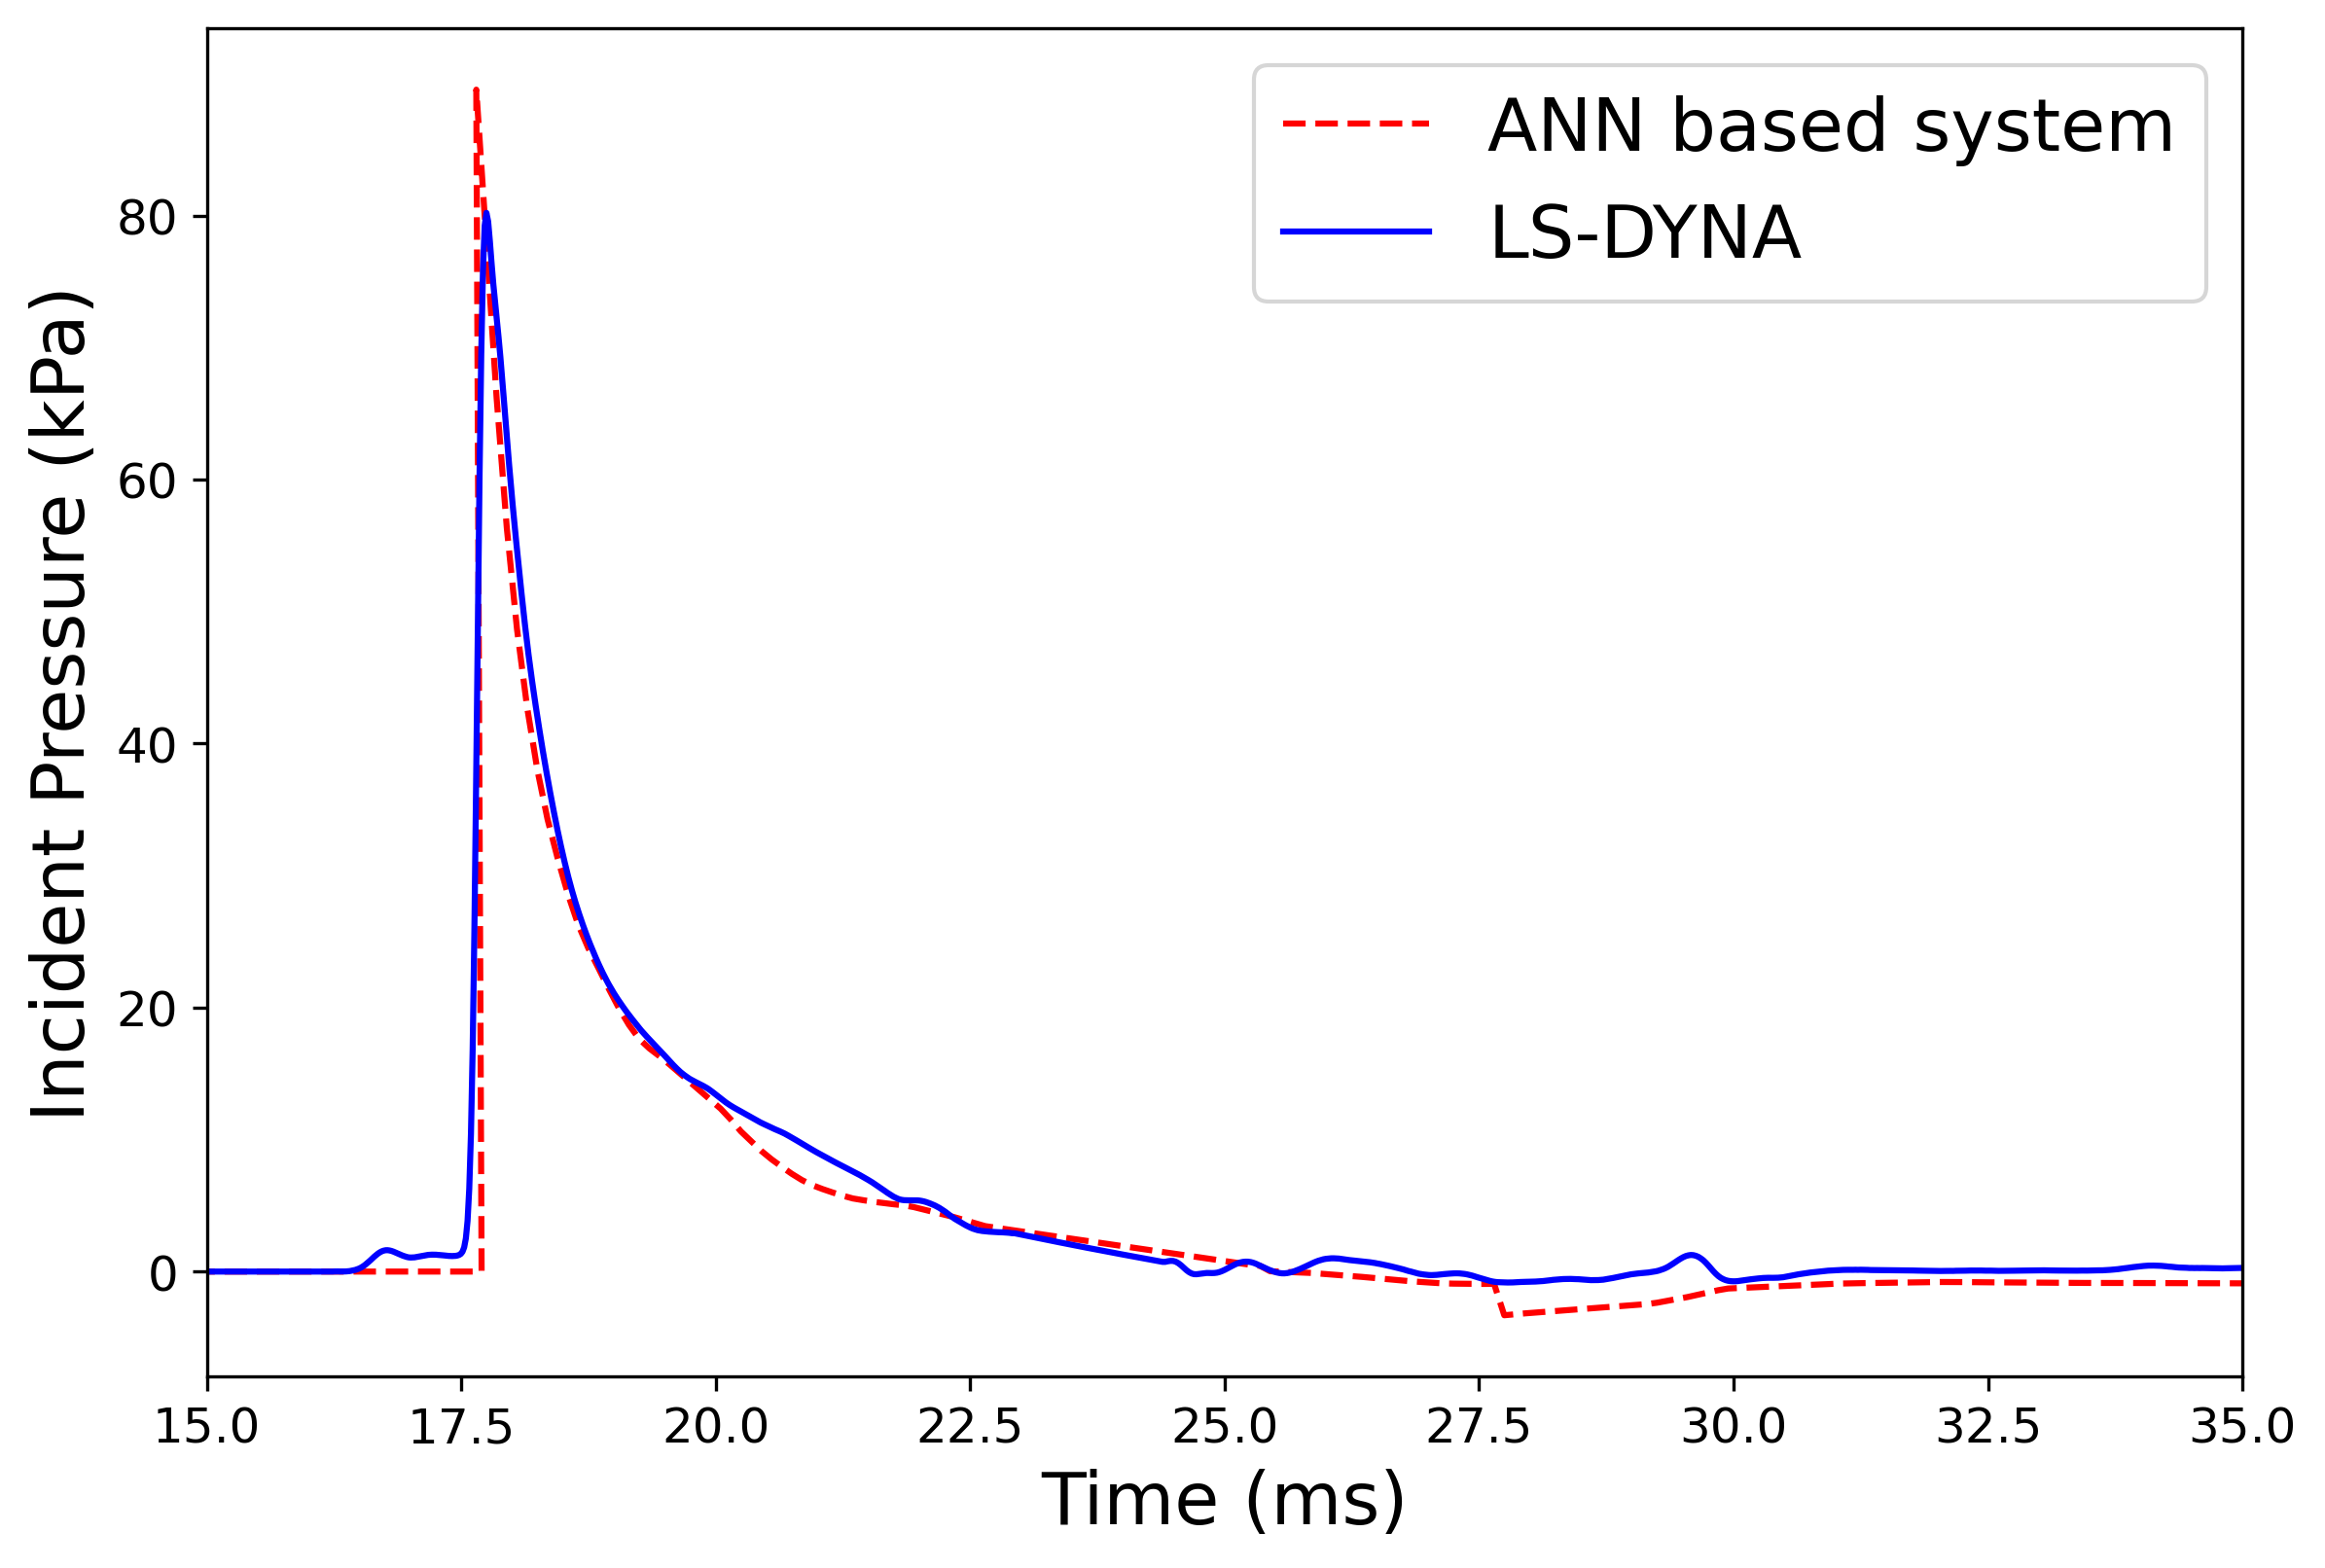 ANN based system
LS-DYNA
Incident Pressure (kPa)
80
60
40
20
0
15.0 17.5 20.0 22.5 25.0 27.5 30.0 32.5 35.0
Time (ms)